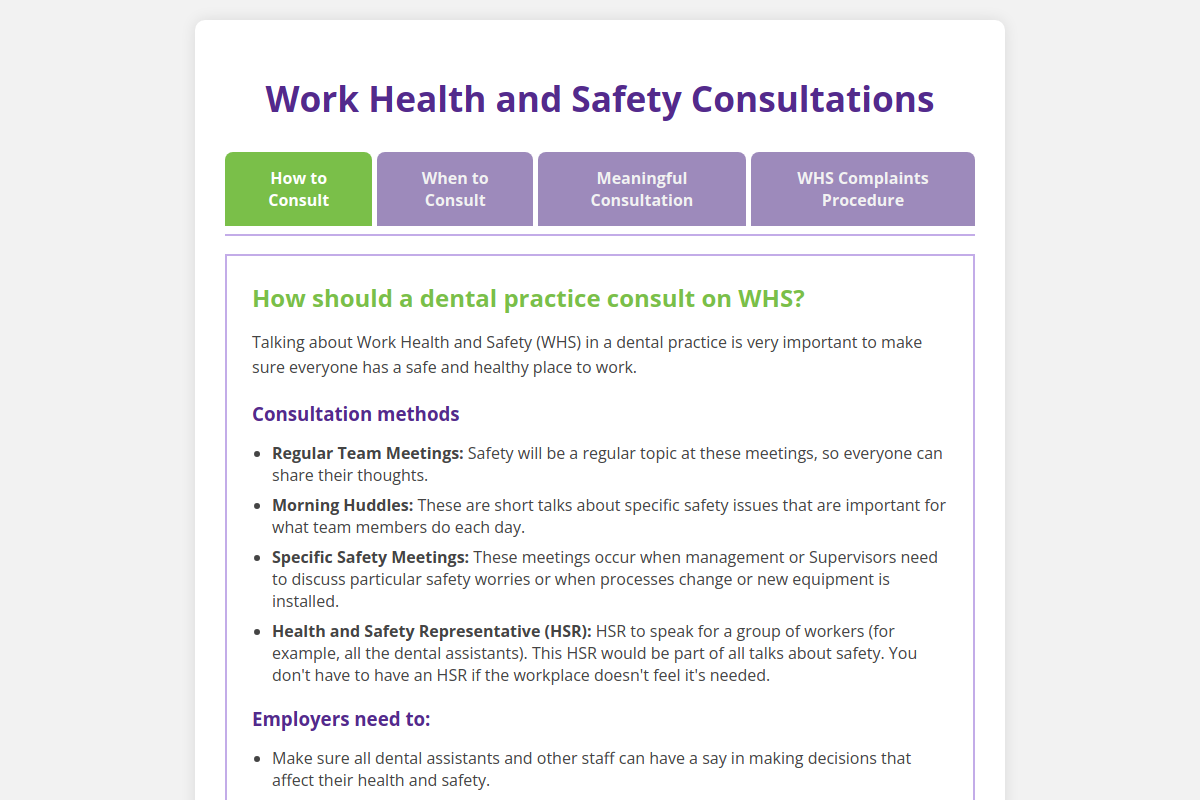 Work Health and Safety Consultations
How to
Consult
When to
Consult
Meaningful
Consultation
WHS Complaints
Procedure
How should a dental practice consult on WHS?
Talking about Work Health and Safety (WHS) in a dental practice is very important to make
sure everyone has a safe and healthy place to work.
Consultation methods
Regular Team Meetings: Safety will be a regular topic at these meetings, so everyone can
share their thoughts.
Morning Huddles: These are short talks about specific safety issues that are important for
what team members do each day.
Specific Safety Meetings: These meetings occur when management or Supervisors need
to discuss particular safety worries or when processes change or new equipment is
installed.
Health and Safety Representative (HSR): HSR to speak for a group of workers (for
example, all the dental assistants). This HSR would be part of all talks about safety. You
don't have to have an HSR if the workplace doesn't feel it's needed.
Employers need to:
Make sure all dental assistants and other staff can have a say in making decisions that
affect their health and safety.